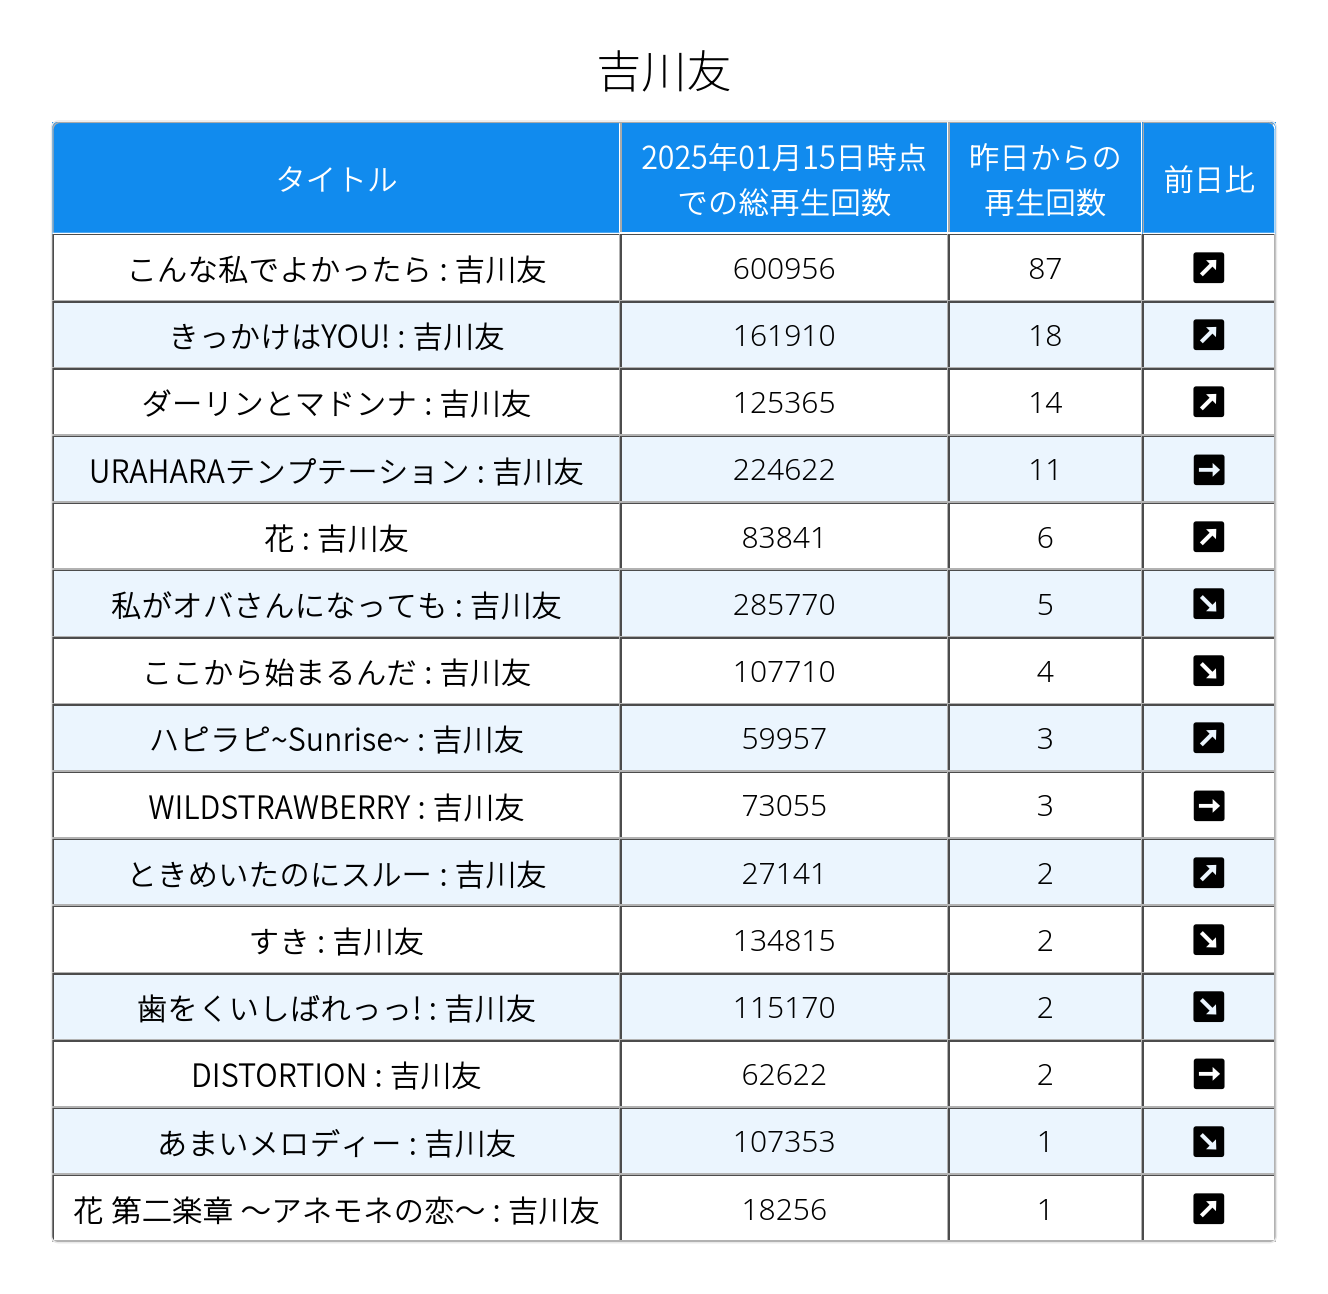 吉川友
タイトル 2025年01月15日時点での総再生回数 昨日からの再生回数 前日比
こんな私でよかったら : 吉川友 600956 87 ↗
きっかけはYOU! : 吉川友 161910 18 ↗
ダーリンとマドンナ : 吉川友 125365 14 ↗
URAHARAテンプテーション : 吉川友 224622 11 →
花 : 吉川友 83841 6 ↗
私がオバさんになっても : 吉川友 285770 5 ↘
ここから始まるんだ : 吉川友 107710 4 ↘
ハピラピ~Sunrise~ : 吉川友 59957 3 ↗
WILDSTRAWBERRY : 吉川友 73055 3 →
ときめいたのにスルー : 吉川友 27141 2 ↗
すき : 吉川友 134815 2 ↘
歯をくいしばれっっ! : 吉川友 115170 2 ↘
DISTORTION : 吉川友 62622 2 →
あまいメロディー : 吉川友 107353 1 ↘
花 第二楽章 〜アネモネの恋〜 : 吉川友 18256 1 ↗